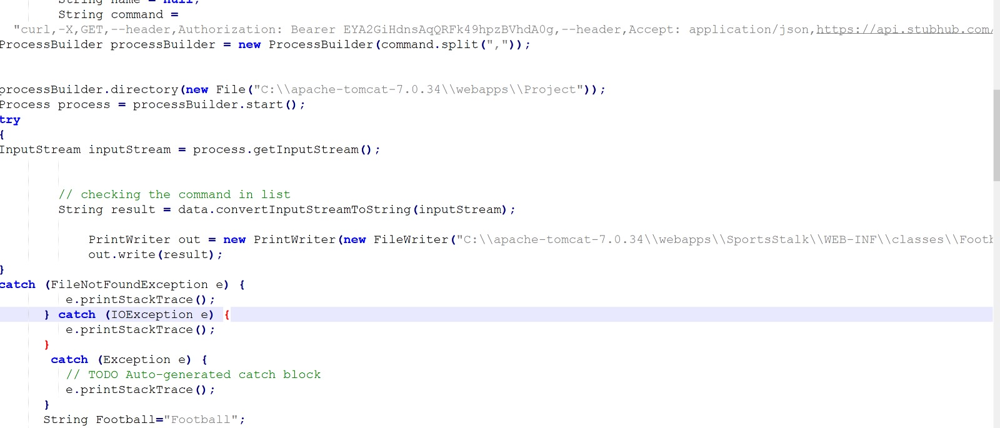 String name = null;
String command =
"curl,-X,GET,--header,Authorization: Bearer EYA2GiHdnsAqQRFk49hpzBVhdA0g,--header,Accept: application/json,https://api.stubhub.com/
ProcessBuilder processBuilder = new ProcessBuilder(command.split(","));
processBuilder.directory(new File("C:\\apache-tomcat-7.0.34\\webapps\\Project"));
Process process = processBuilder.start();
try
{
InputStream inputStream = process.getInputStream();
// checking the command in list
String result = data.convertInputStreamToString(inputStream);
PrintWriter out = new PrintWriter(new FileWriter("C:\\apache-tomcat-7.0.34\\webapps\\SportsStalk\\WEB-INF\\classes\\Footb
out.write(result);
}
catch (FileNotFoundException e) {
e.printStackTrace();
} catch (IOException e) {
e.printStackTrace();
}
catch (Exception e) {
// TODO Auto-generated catch block
e.printStackTrace();
}
String Football="Football";